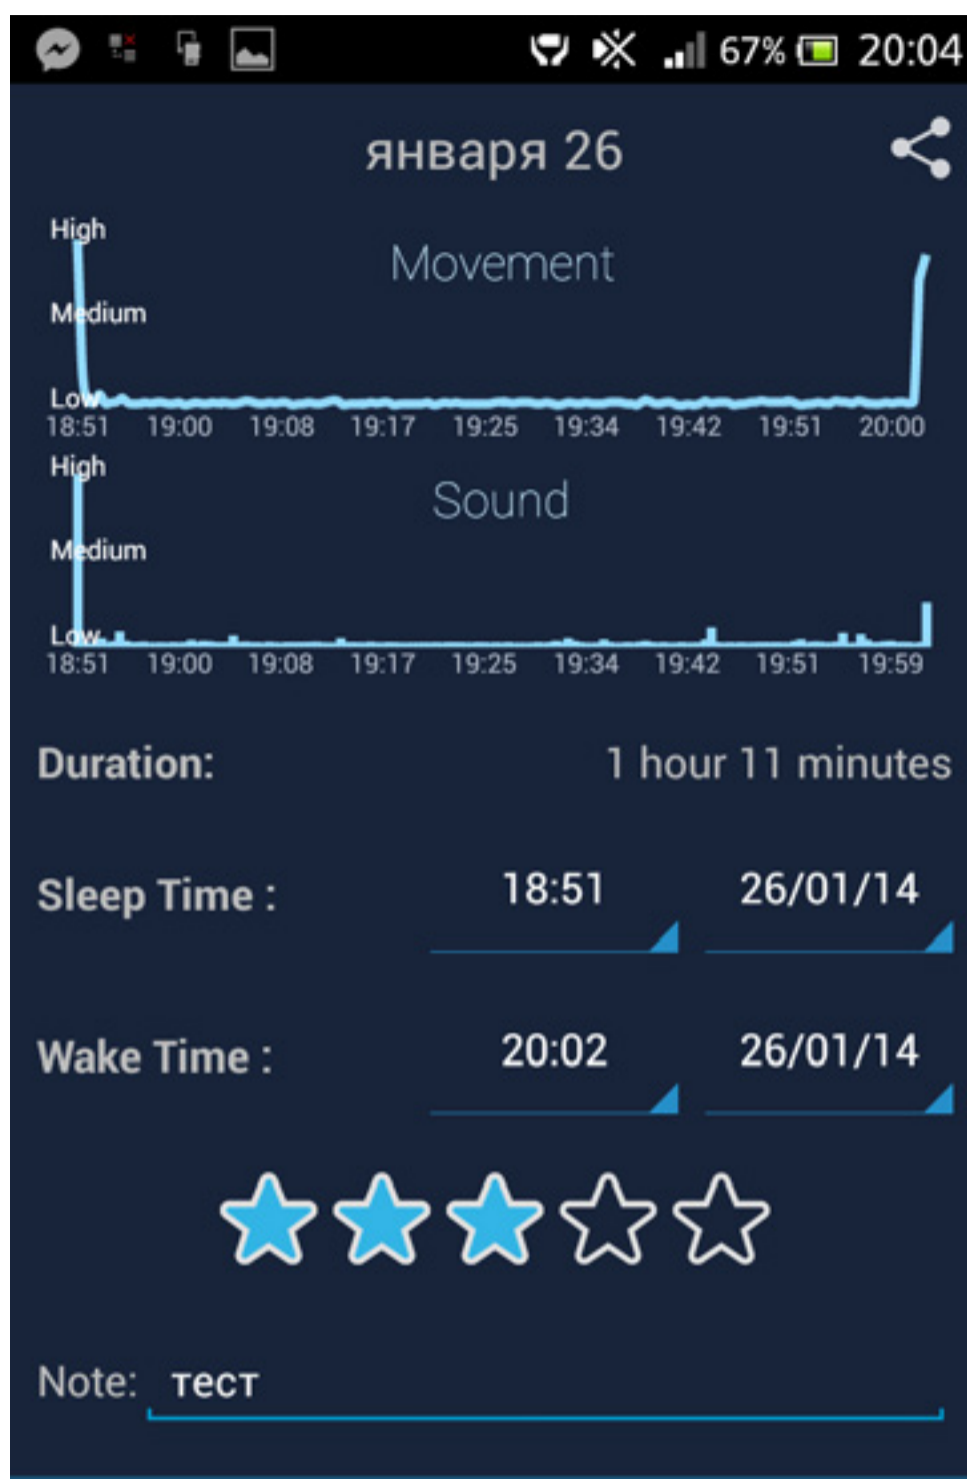 67% 20:04
января 26
High
Movement
Medium
Low
18:51 19:00 19:08 19:17 19:25 19:34 19:42 19:51 20:00
High
Sound
Medium
Low
18:51 19:00 19:08 19:17 19:25 19:34 19:42 19:51 19:59
Duration: 1 hour 11 minutes
Sleep Time : 18:51 26/01/14
Wake Time : 20:02 26/01/14
Note: тест